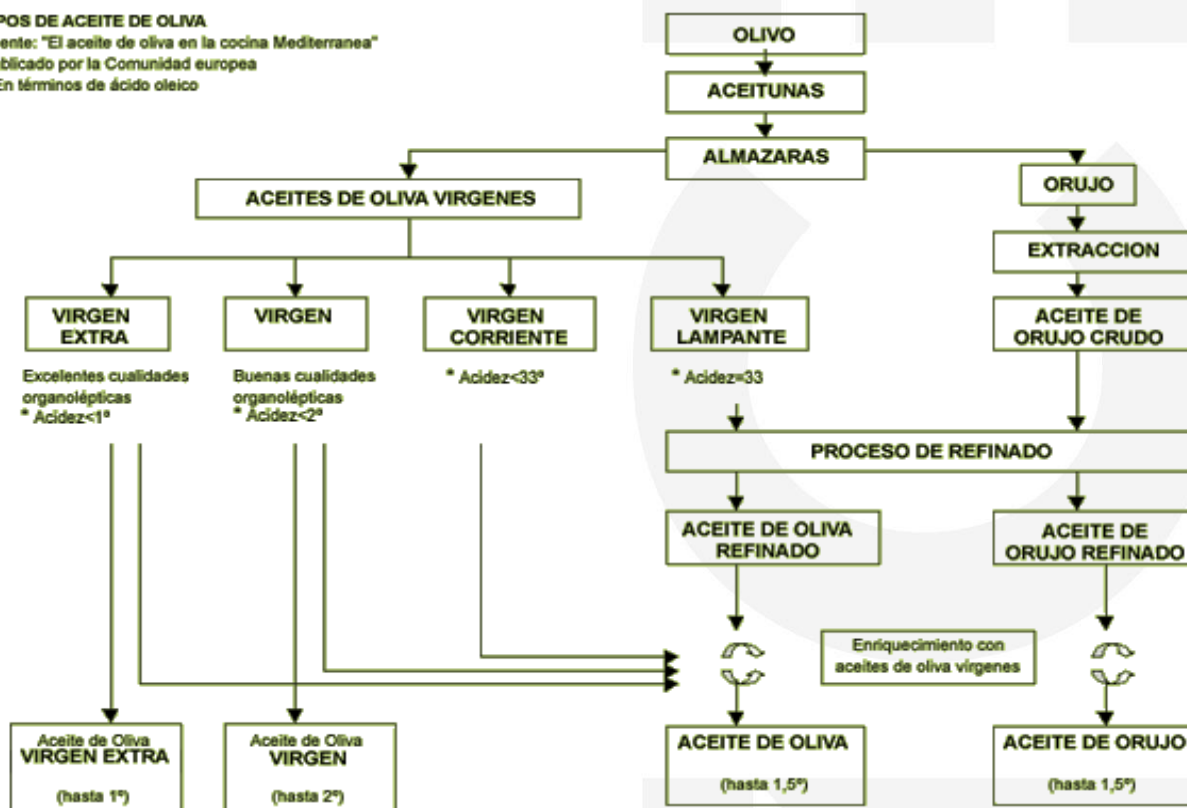 POS DE ACEITE DE OLIVA
ente: "El aceite de oliva en la cocina Mediterranea"
blicado por la Comunidad europea
En términos de ácido oleico
OLIVO
ACEITUNAS
ALMAZARAS
ACEITES DE OLIVA VIRGENES
ORUJO
EXTRACCION
VIRGEN
EXTRA
VIRGEN
VIRGEN
CORRIENTE
VIRGEN
LAMPANTE
ACEITE DE
ORUJO CRUDO
Excelentes cualidades
organolépticas
* Acidez<1º
Buenas cualidades
organolépticas
* Acidez<2º
* Acidez<33º
* Acidez=33
PROCESO DE REFINADO
ACEITE DE OLIVA
REFINADO
ACEITE DE
ORUJO REFINADO
Enriquecimiento con
aceites de oliva vírgenes
Aceite de Oliva
VIRGEN EXTRA
(hasta 1º)
Aceite de Oliva
VIRGEN
(hasta 2º)
ACEITE DE OLIVA
(hasta 1,5º)
ACEITE DE ORUJO
(hasta 1,5º)